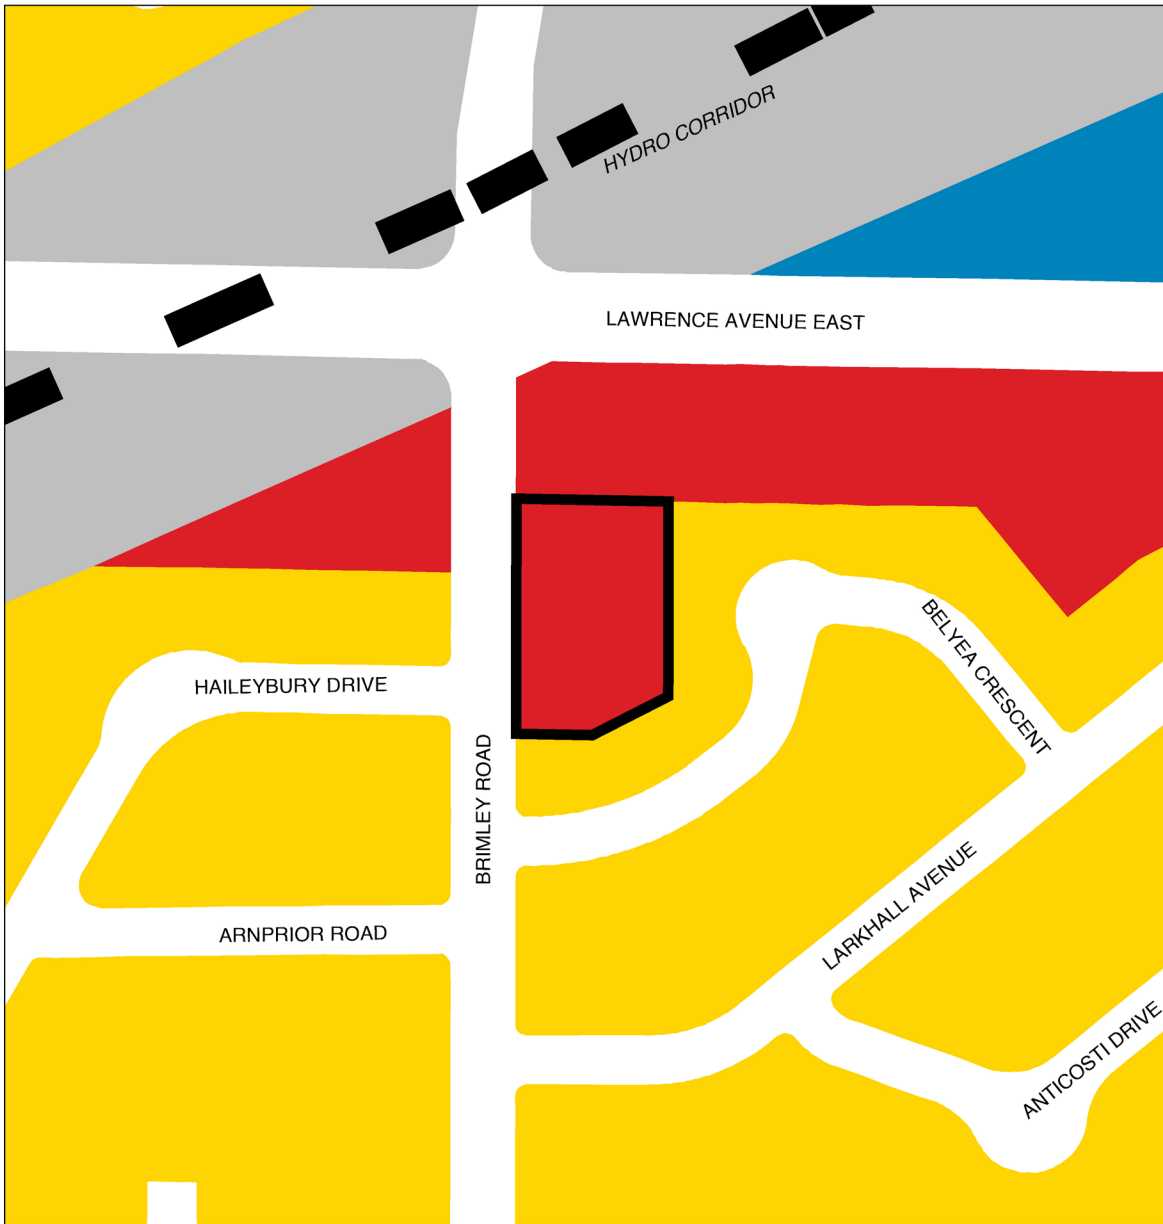 HYDRO CORRIDOR
LAWRENCE AVENUE EAST
BELYEA CRESCENT
HAILEYBURY DRIVE
BRIMLEY ROAD
LARKHALL AVENUE
ARNPRIOR ROAD
ANTICOSTI DRIVE